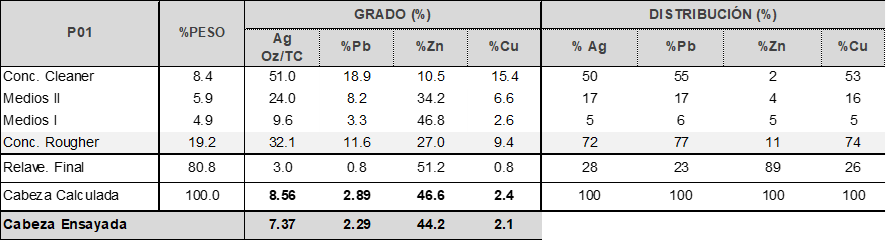 P01 %PESO GRADO (%) DISTRIBUCIÓN (%)
Ag Oz/TC %Pb %Zn %Cu % Ag %Pb %Zn %Cu
Conc. Cleaner 8.4 51.0 18.9 10.5 15.4 50 55 2 53
Medios II 5.9 24.0 8.2 34.2 6.6 17 17 4 16
Medios I 4.9 9.6 3.3 46.8 2.6 5 6 5 5
Conc. Rougher 19.2 32.1 11.6 27.0 9.4 72 77 11 74
Relave. Final 80.8 3.0 0.8 51.2 0.8 28 23 89 26
Cabeza Calculada 100.0 8.56 2.89 46.6 2.4 100 100 100 100
Cabeza Ensayada 7.37 2.29 44.2 2.1